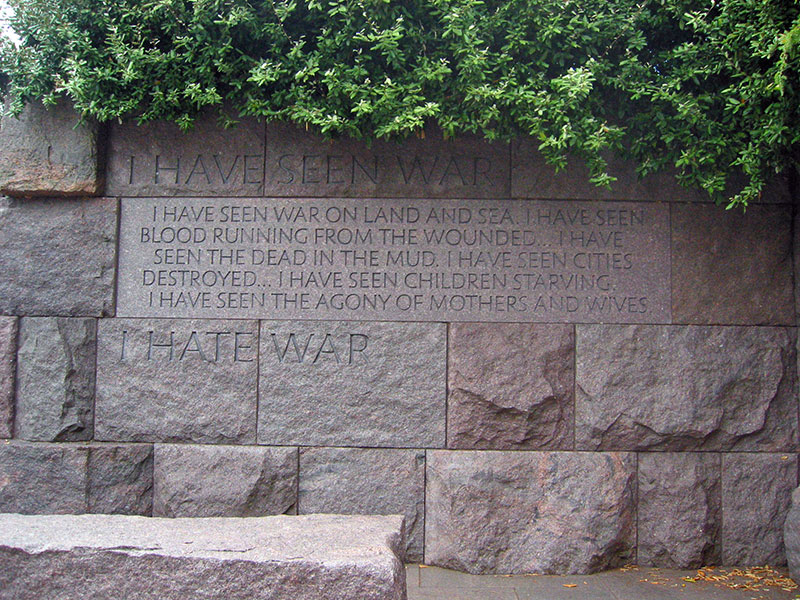 I HAVE SEEN WAR
I HAVE SEEN WAR ON LAND AND SEA. I HAVE SEEN
BLOOD RUNNING FROM THE WOUNDED... I HAVE
SEEN THE DEAD IN THE MUD. I HAVE SEEN CITIES
DESTROYED... I HAVE SEEN CHILDREN STARVING.
I HAVE SEEN THE AGONY OF MOTHERS AND WIVES.
I HATE WAR